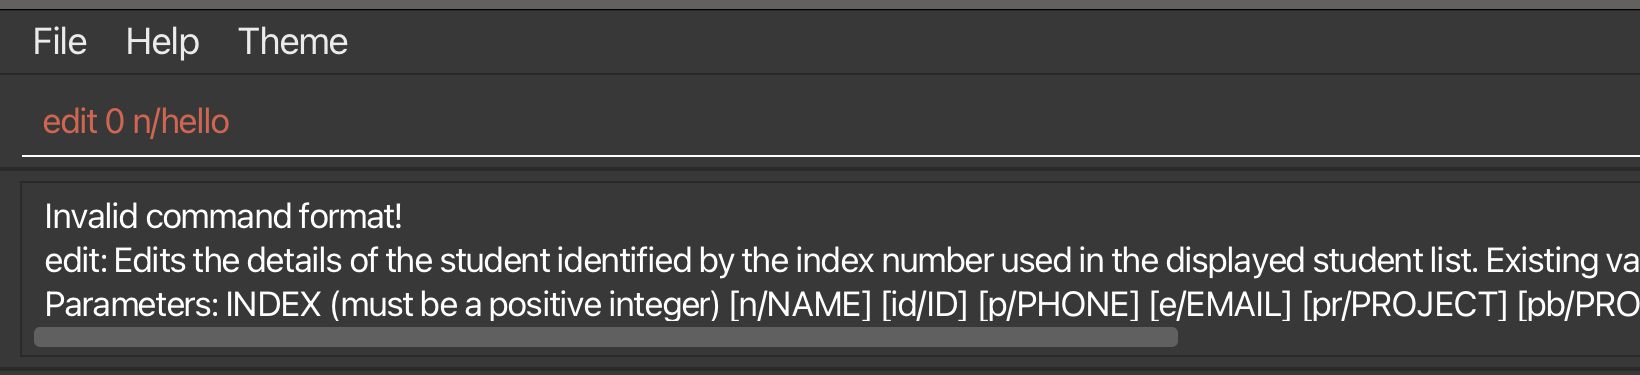 File Help Theme
edit 0 n/hello
Invalid command format!
edit: Edits the details of the student identified by the index number used in the displayed student list. Existing va
Parameters: INDEX (must be a positive integer) [n/NAME] [id/ID] [p/PHONE] [e/EMAIL] [pr/PROJECT] [pb/PRO